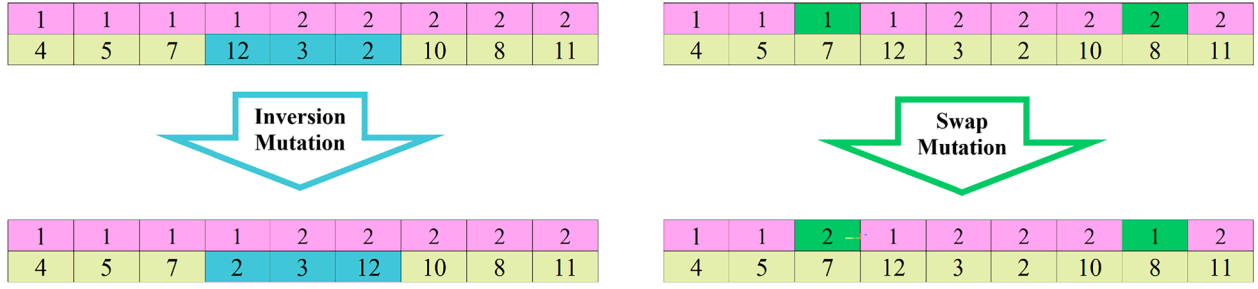 1 1 1 1 2 2 2 2 2
4 5 7 12 3 2 10 8 11
Inversion
Mutation
1 1 1 1 2 2 2 2 2
4 5 7 2 3 12 10 8 11
1 1 1 1 2 2 2 2 2
4 5 7 12 3 2 10 8 11
Swap
Mutation
1 1 2 1 2 2 2 1 2
4 5 7 12 3 2 10 8 11